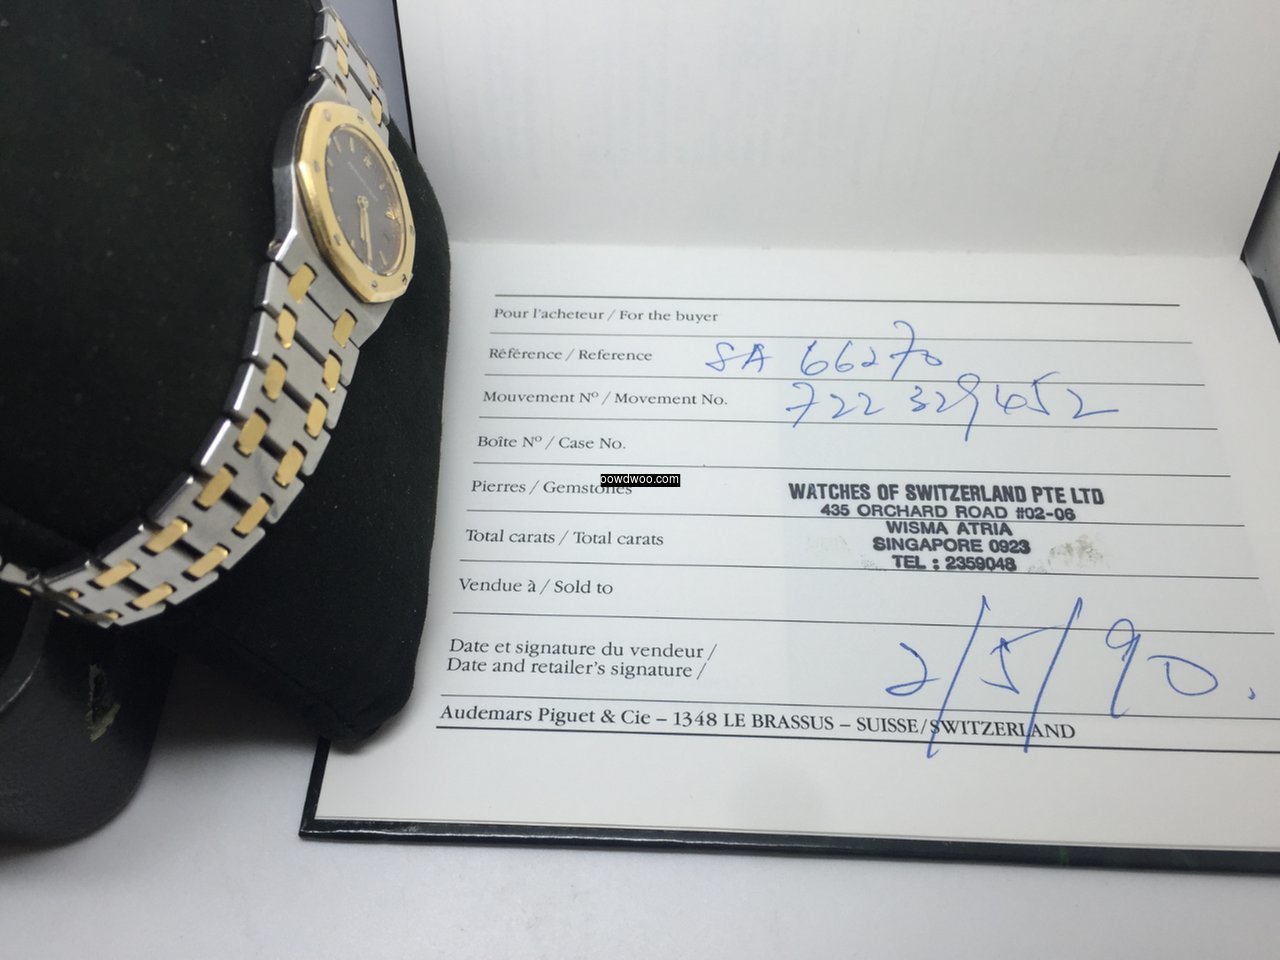 Pour l'acheteur / For the buyer
Référence / Reference SA 66270
Mouvement Nº / Movement No. 722 329452
Boîte Nº / Case No.
Pierres / Gemstones
oowdwoo.com
WATCHES OF SWITZERLAND PTE LTD
435 ORCHARD ROAD #02-06
WISMA ATRIA
SINGAPORE 0923
TEL : 2359048
Total carats / Total carats
Vendue à / Sold to
Date et signature du vendeur /
Date and retailer's signature /
2/5/90.
Audemars Piguet & Cie – 1348 LE BRASSUS – SUISSE/SWITZERLAND